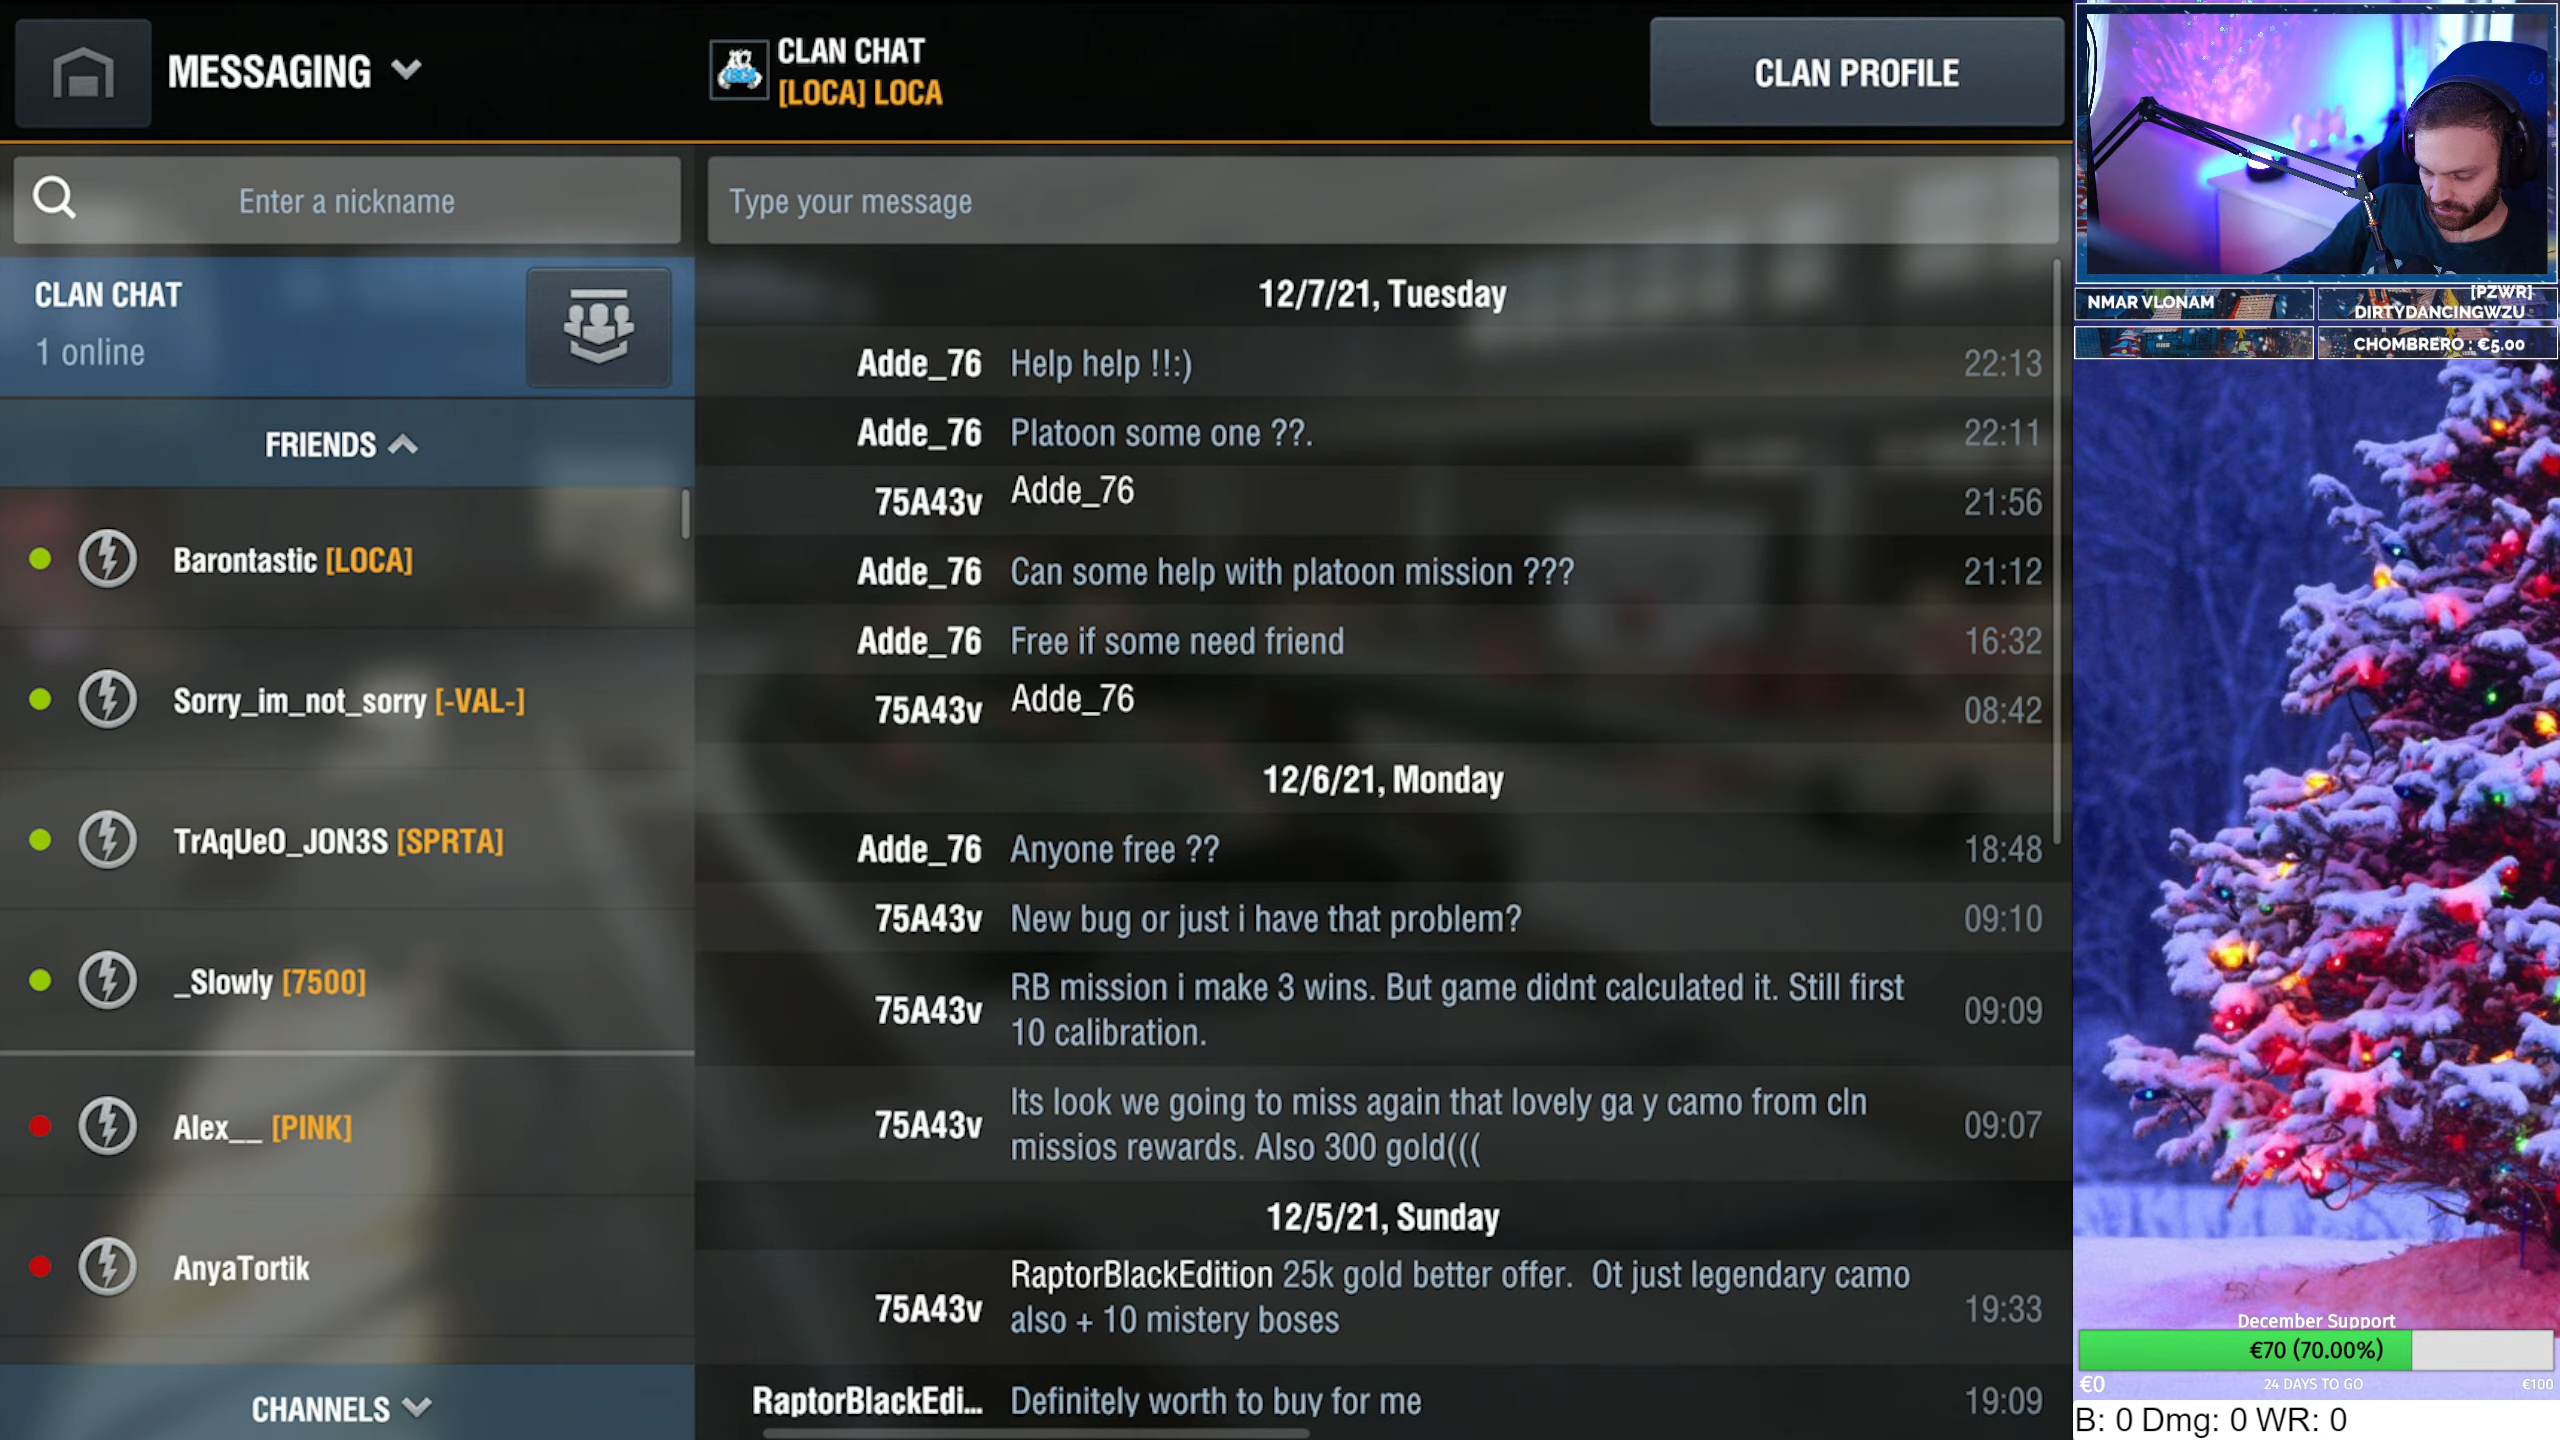 MESSAGING
CLAN CHAT
[LOCA] LOCA
CLAN PROFILE
Enter a nickname
Type your message
CLAN CHAT
1 online
FRIENDS
Barontastic [LOCA]
Sorry_im_not_sorry [-VAL-]
TrAqUeO_JON3S [SPRTA]
_Slowly [7500]
Alex__ [PINK]
AnyaTortik
CHANNELS
12/7/21, Tuesday
Adde_76 Help help !!:) 22:13
Adde_76 Platoon some one ??. 22:11
75A43v Adde_76 21:56
Adde_76 Can some help with platoon mission ??? 21:12
Adde_76 Free if some need friend 16:32
75A43v Adde_76 08:42
12/6/21, Monday
Adde_76 Anyone free ?? 18:48
75A43v New bug or just i have that problem? 09:10
75A43v RB mission i make 3 wins. But game didnt calculated it. Still first 09:09
10 calibration.
75A43v Its look we going to miss again that lovely ga y camo from cln 09:07
missios rewards. Also 300 gold(((
12/5/21, Sunday
75A43v RaptorBlackEdition 25k gold better offer. Ot just legendary camo 19:33
also + 10 mistery boses
RaptorBlackEdi... Definitely worth to buy for me 19:09
NMAR VLONAM
[PZWR]
DIRTYDANCINGWZU
CHOMBRERO : €5.00
December Support
€70 (70.00%)
€0 24 DAYS TO GO €100
B: 0 Dmg: 0 WR: 0